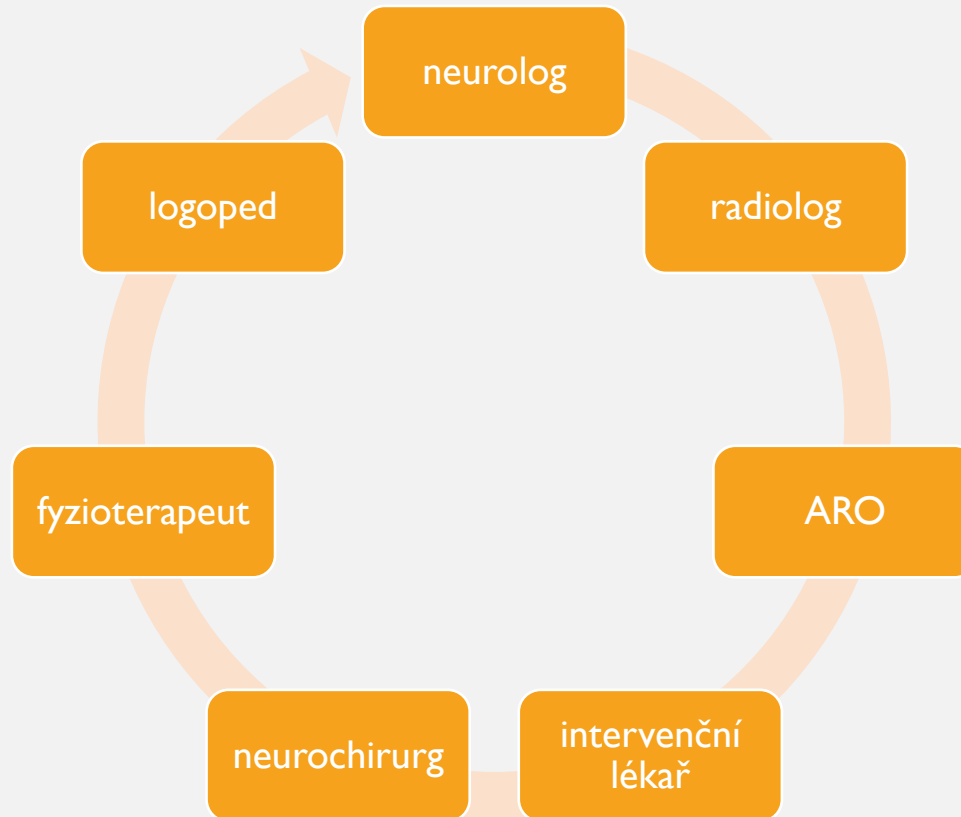 neurolog
radiolog
ARO
intervenční
lékař
neurochirurg
fyzioterapeut
logoped